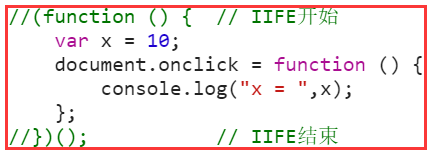 //(function () {  // IIFE开始
    var x = 10;
    document.onclick = function () {
        console.log("x = ",x);
    };
//})();           // IIFE结束